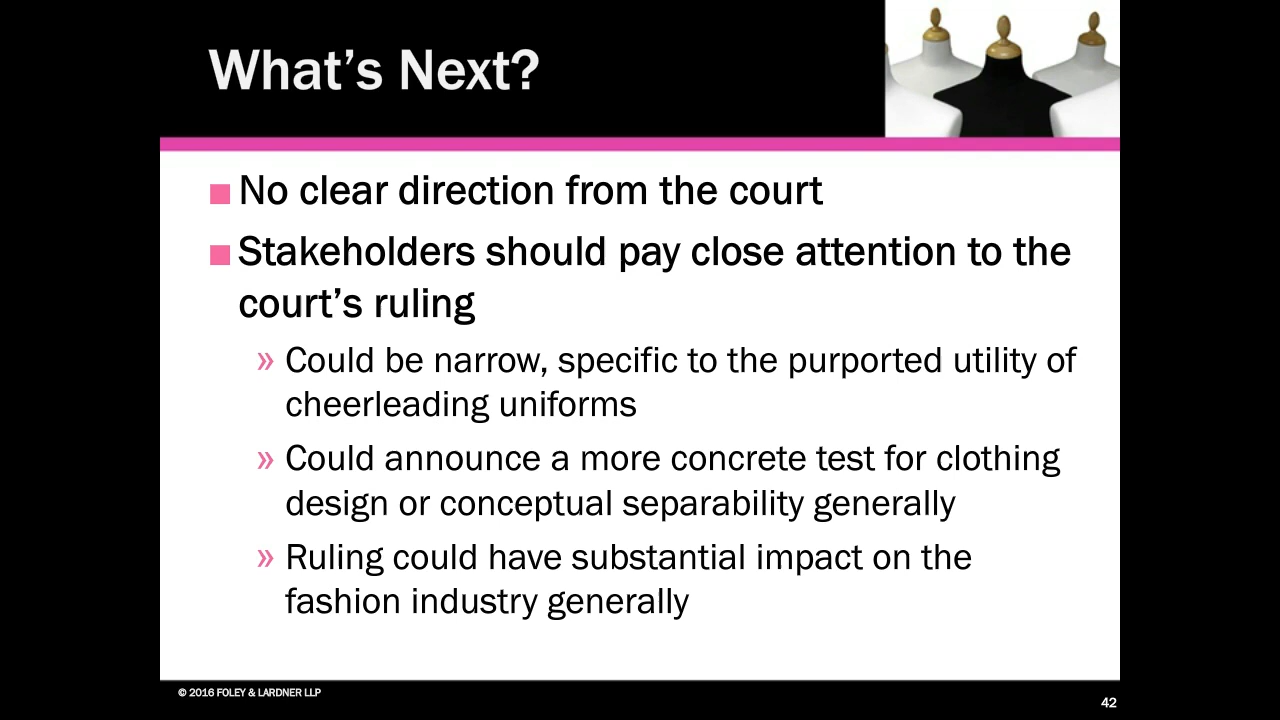 What’s Next?
■ No clear direction from the court
■ Stakeholders should pay close attention to the
court’s ruling
» Could be narrow, specific to the purported utility of
cheerleading uniforms
» Could announce a more concrete test for clothing
design or conceptual separability generally
» Ruling could have substantial impact on the
fashion industry generally
© 2016 FOLEY & LARDNER LLP
42